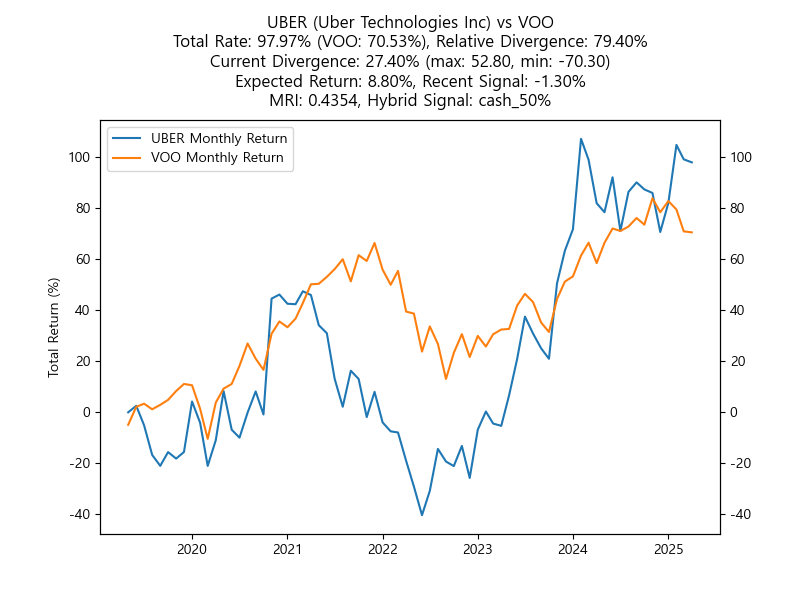 UBER (Uber Technologies Inc) vs VOO
Total Rate: 97.97% (VOO: 70.53%), Relative Divergence: 79.40%
Current Divergence: 27.40% (max: 52.80, min: -70.30)
Expected Return: 8.80%, Recent Signal: -1.30%
MRI: 0.4354, Hybrid Signal: cash_50%
UBER Monthly Return
VOO Monthly Return
Total Return (%)
100
80
60
40
20
0
-20
-40
100
80
60
40
20
0
-20
-40
2020 2021 2022 2023 2024 2025